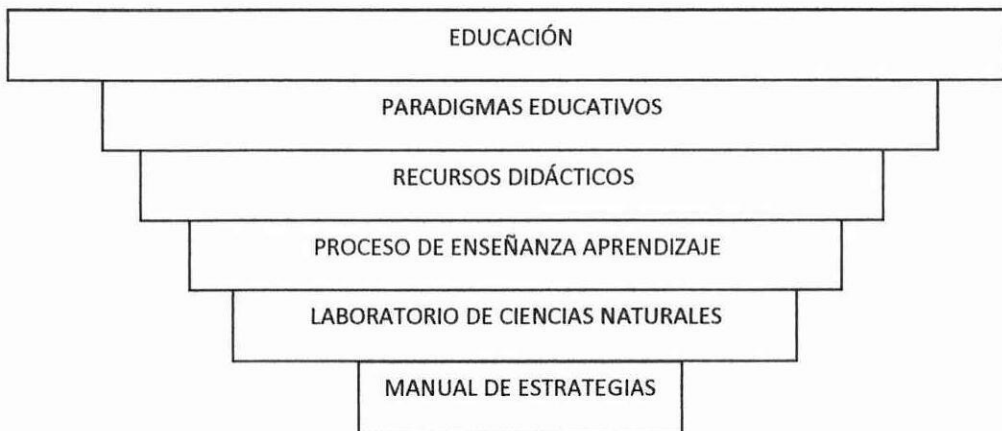 EDUCACIÓN
PARADIGMAS EDUCATIVOS
RECURSOS DIDÁCTICOS
PROCESO DE ENSEÑANZA APRENDIZAJE
LABORATORIO DE CIENCIAS NATURALES
MANUAL DE ESTRATEGIAS